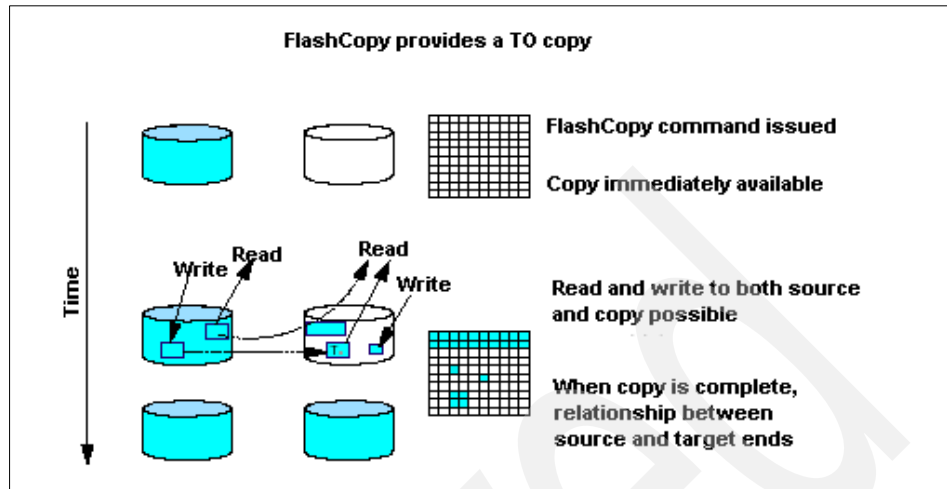 FlashCopy provides a TO copy
FlashCopy command issued
Copy immediately available
Time
Write
Read
Read
Write
Read and write to both source
and copy possible
When copy is complete,
relationship between
source and target ends